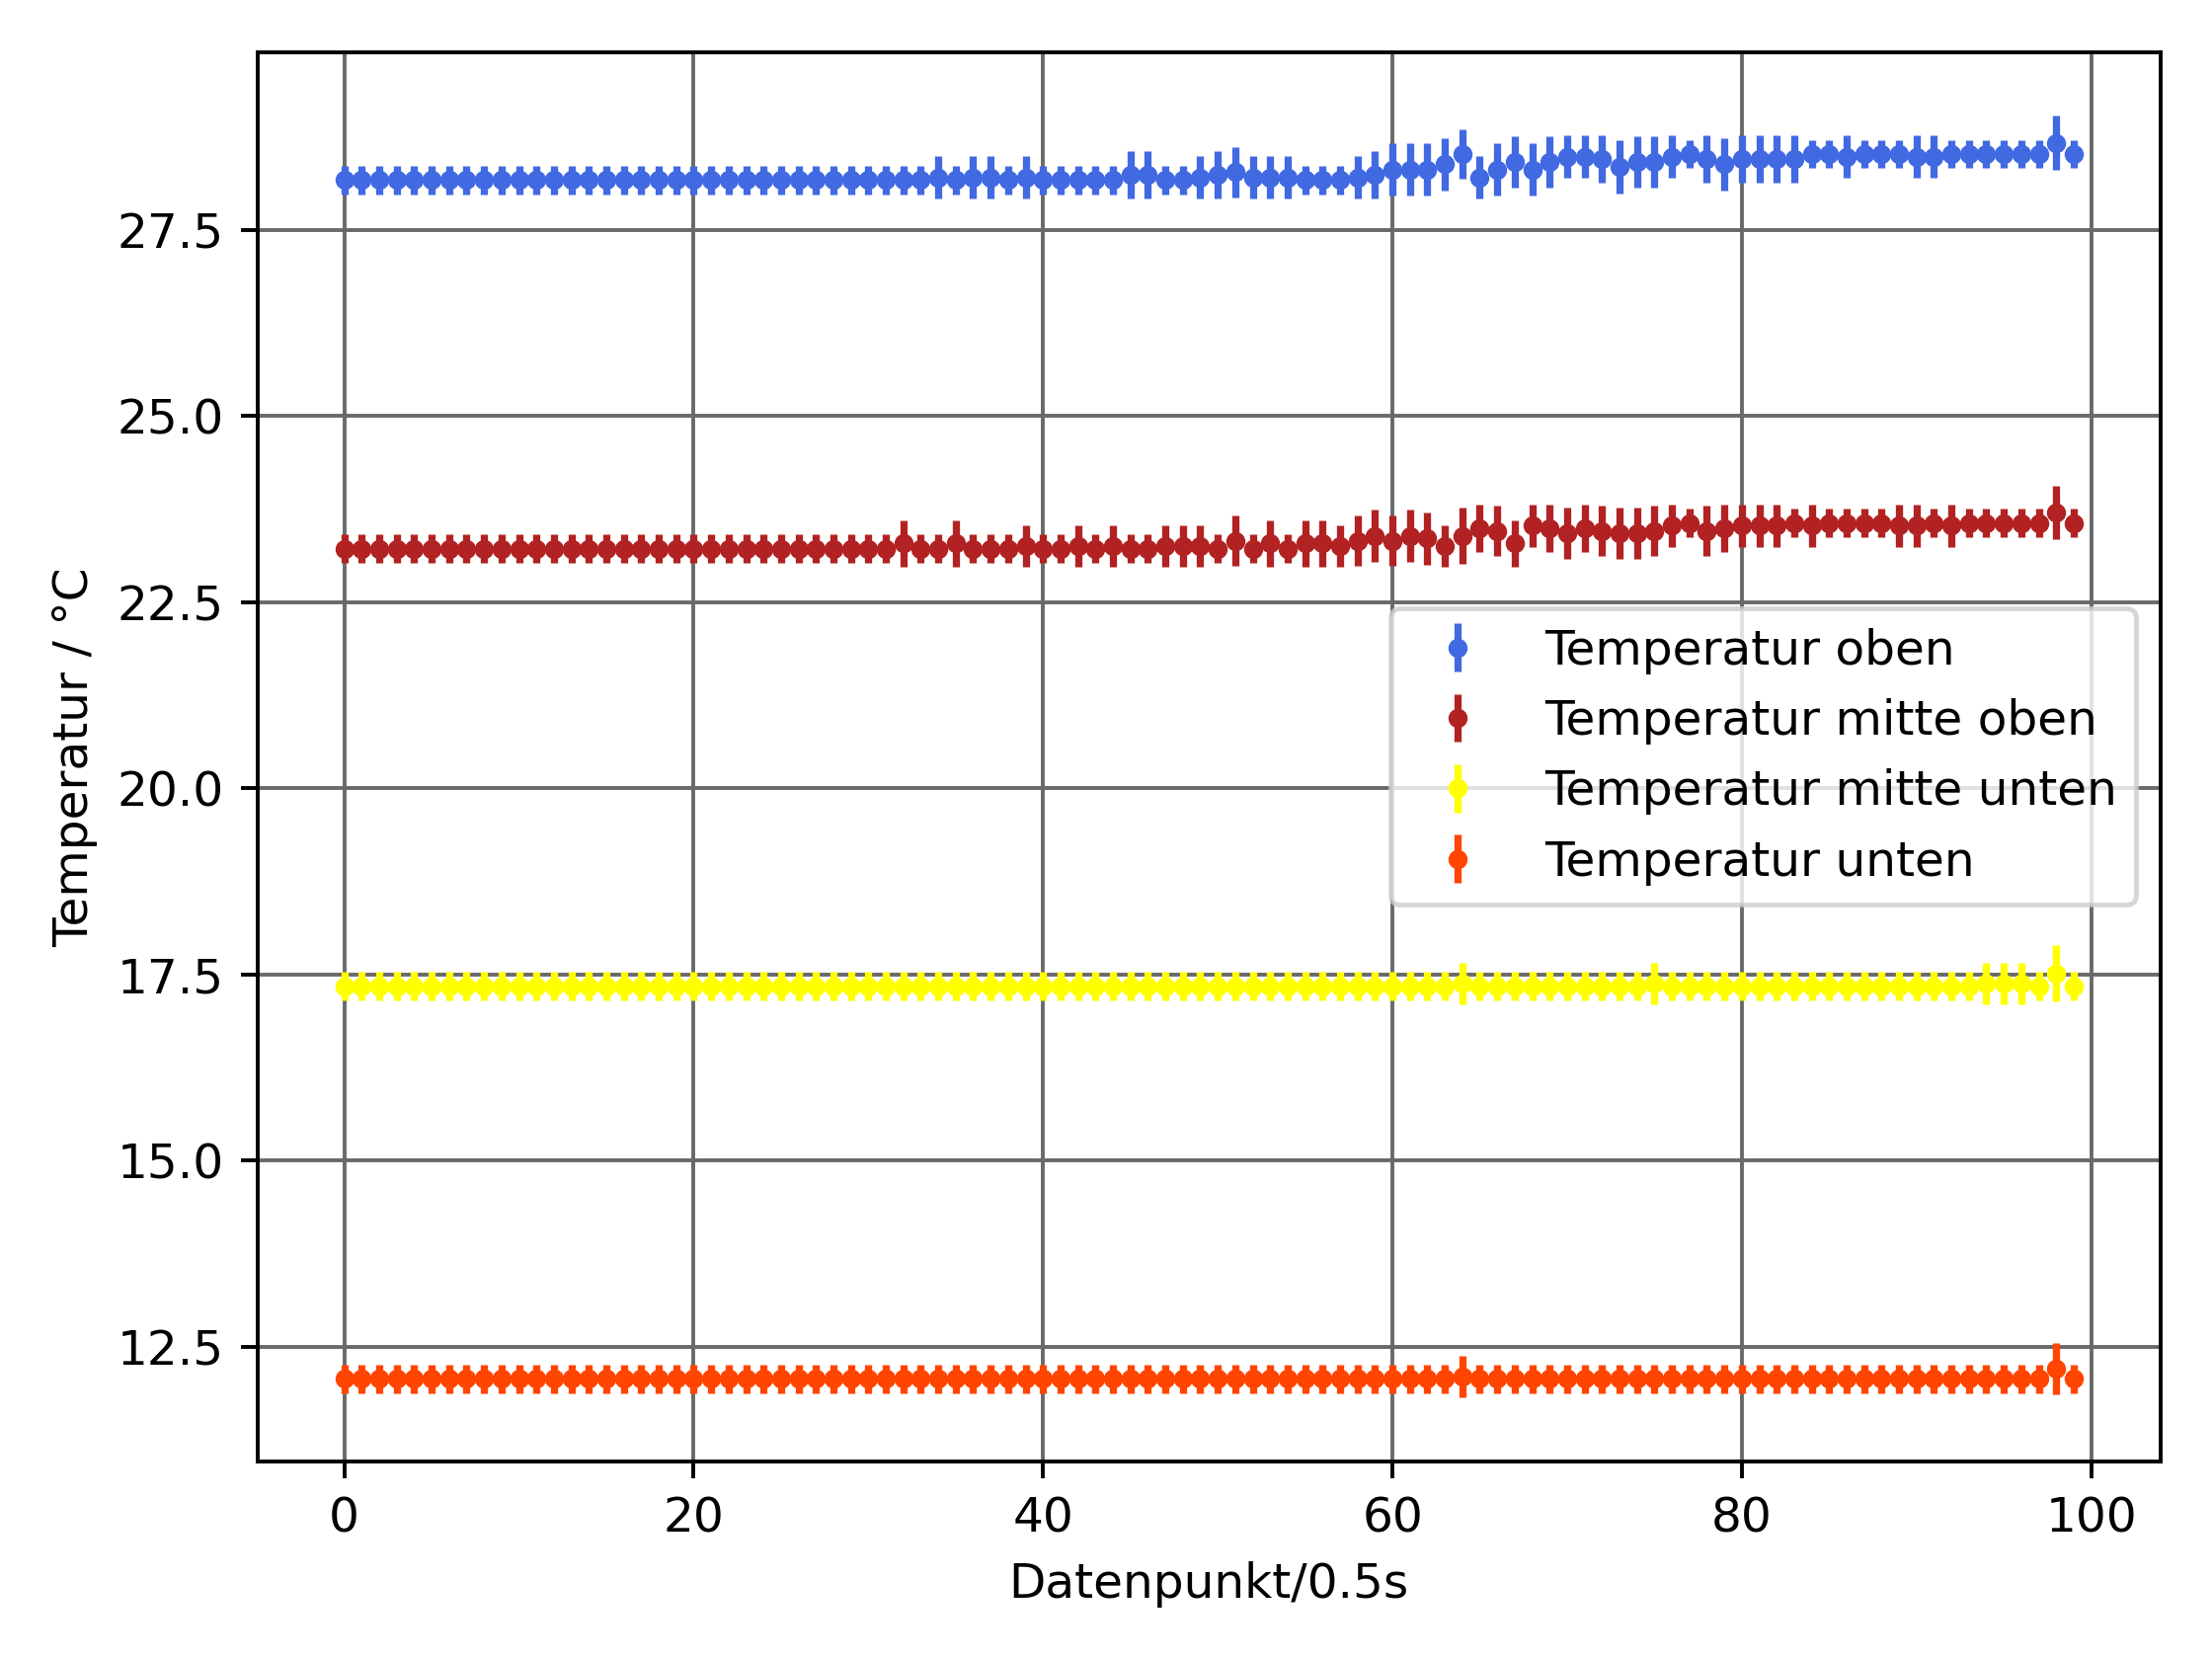 27.5
25.0
22.5
20.0
17.5
15.0
12.5
Temperatur / °C
Temperatur oben
Temperatur mitte oben
Temperatur mitte unten
Temperatur unten
0 20 40 60 80 100
Datenpunkt/0.5s